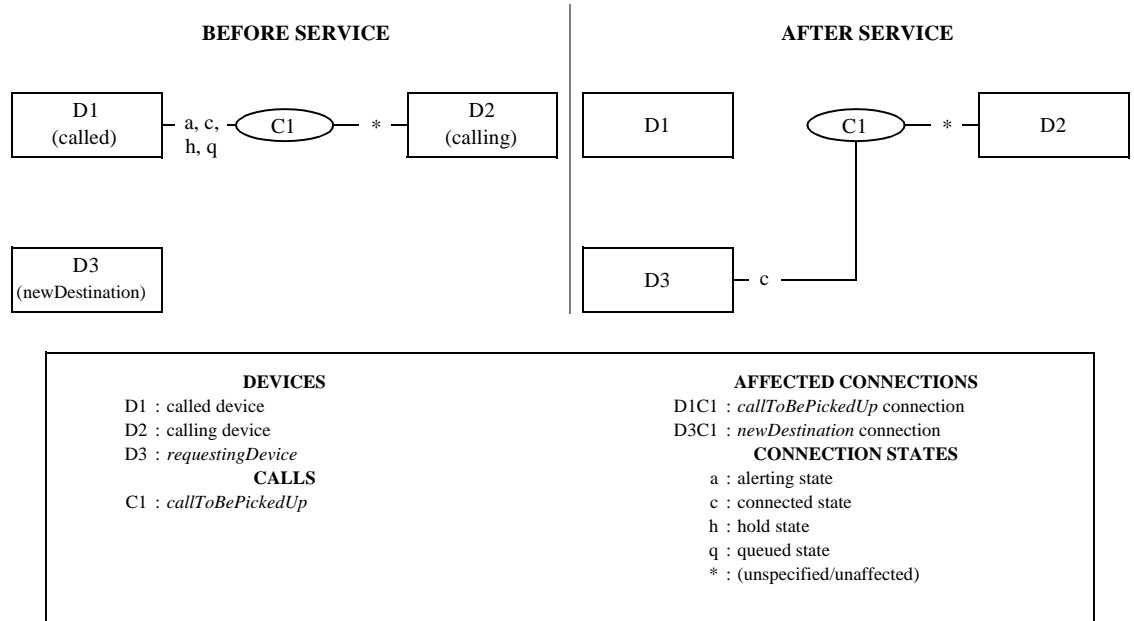 BEFORE SERVICE
AFTER SERVICE
D1
(called)
a, c,
h, q
C1
*
D2
(calling)
D1
C1
*
D2
D3
(newDestination)
D3
c
DEVICES
D1 : called device
D2 : calling device
D3 : requestingDevice
CALLS
C1 : callToBePickedUp
AFFECTED CONNECTIONS
D1C1 : callToBePickedUp connection
D3C1 : newDestination connection
CONNECTION STATES
a : alerting state
c : connected state
h : hold state
q : queued state
* : (unspecified/unaffected)